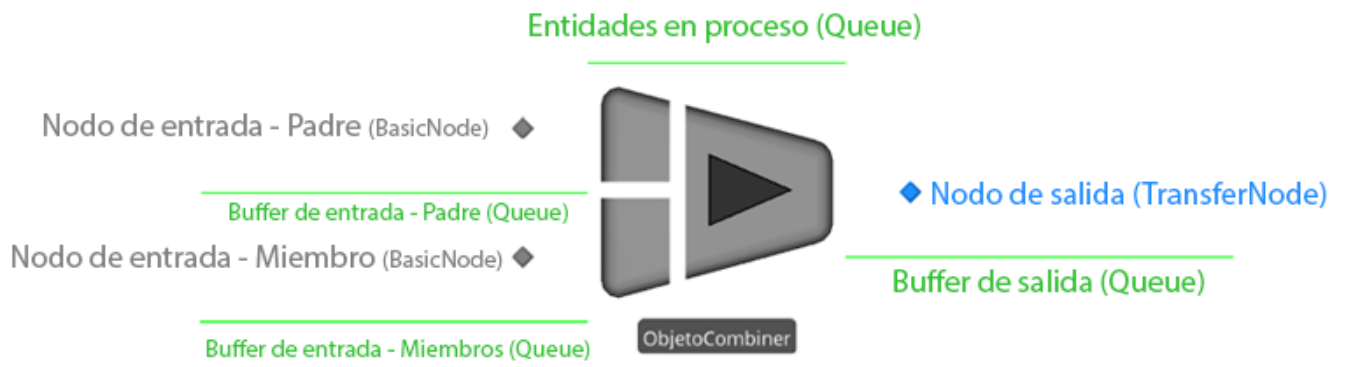 Entidades en proceso (Queue)
Nodo de entrada - Padre (BasicNode)
Nodo de salida (TransferNode)
Buffer de entrada - Padre (Queue)
Nodo de entrada - Miembro (BasicNode)
Buffer de salida (Queue)
ObjetoCombiner
Buffer de entrada - Miembros (Queue)